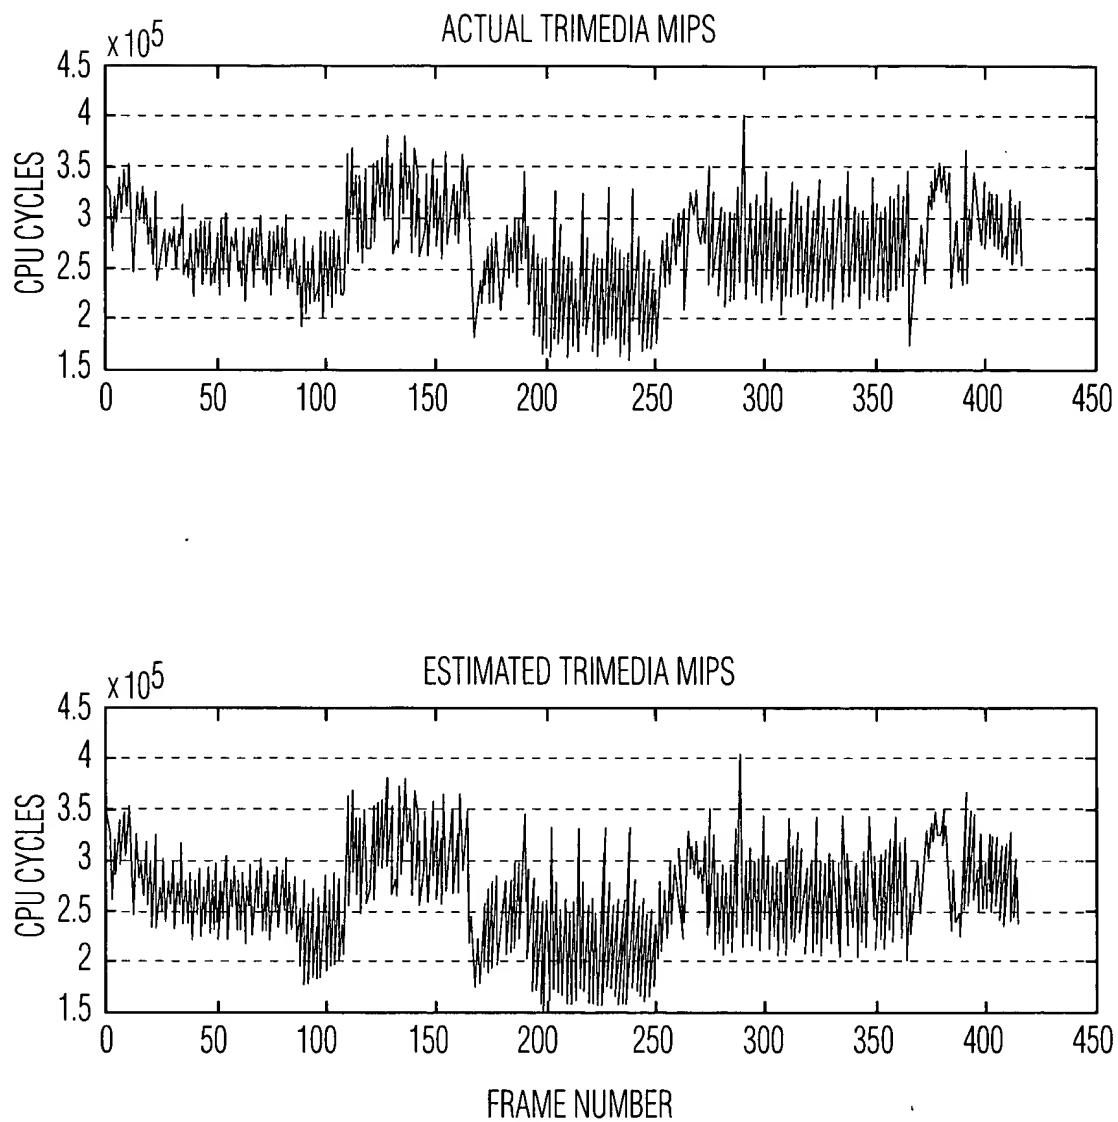 ACTUAL TRIMEDIA MIPS
x10^5
4.5
4
3.5
3
2.5
2
1.5
CPU CYCLES
0 50 100 150 200 250 300 350 400 450
ESTIMATED TRIMEDIA MIPS
x10^5
4.5
4
3.5
3
2.5
2
1.5
CPU CYCLES
0 50 100 150 200 250 300 350 400 450
FRAME NUMBER